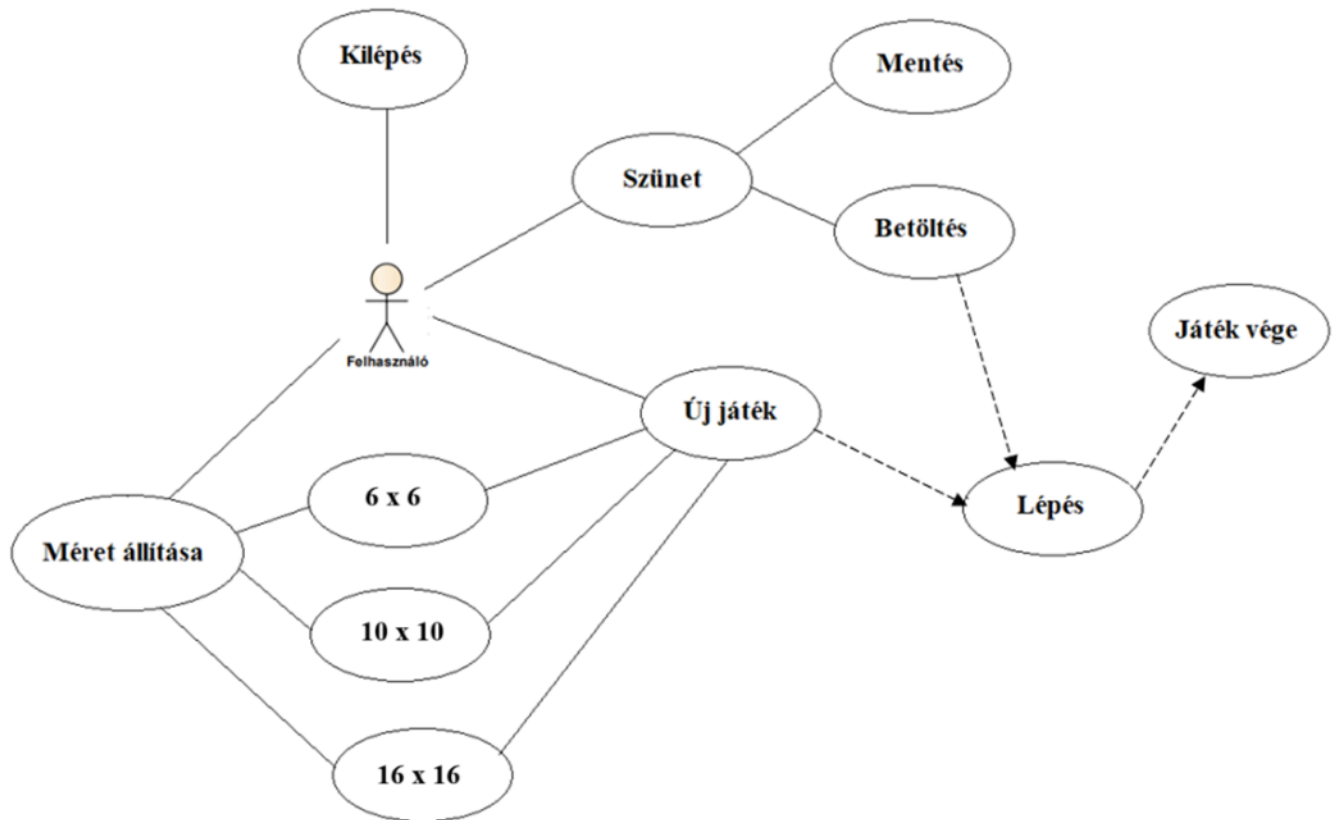 Kilépés
Mentés
Szünet
Betöltés
Felhasználó
Játék vége
Új játék
6 x 6
Lépés
Méret állítása
10 x 10
16 x 16